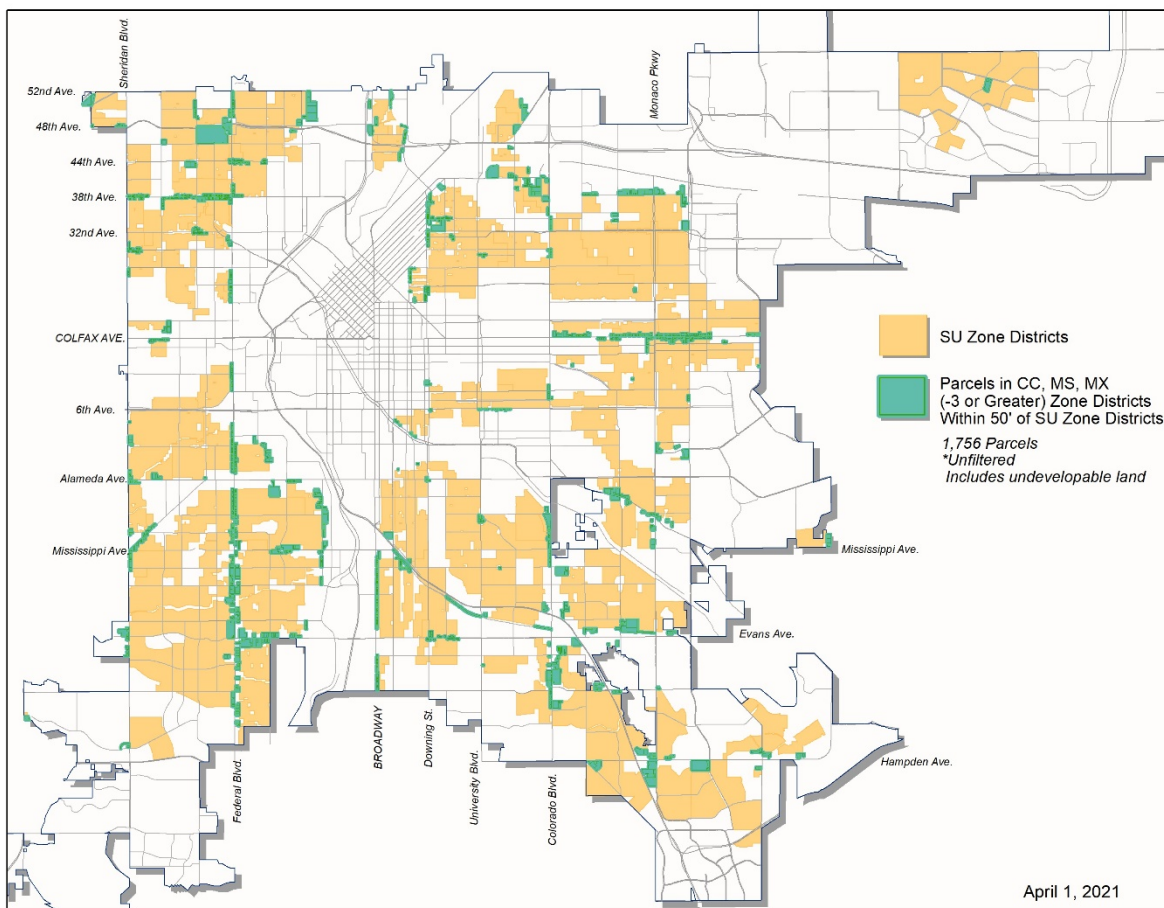 Sheridan Blvd.
Monaco Pkwy
52nd Ave.
48th Ave.
44th Ave.
38th Ave.
32nd Ave.
COLFAX AVE.
6th Ave.
Alameda Ave.
Mississippi Ave.
SU Zone Districts
Parcels in CC, MS, MX
(-3 or Greater) Zone Districts
Within 50' of SU Zone Districts
1,756 Parcels
*Unfiltered
Includes undevelopable land
Mississippi Ave.
Evans Ave.
Hampden Ave.
Federal Blvd.
BROADWAY
Downing St.
University Blvd.
Colorado Blvd.
April 1, 2021